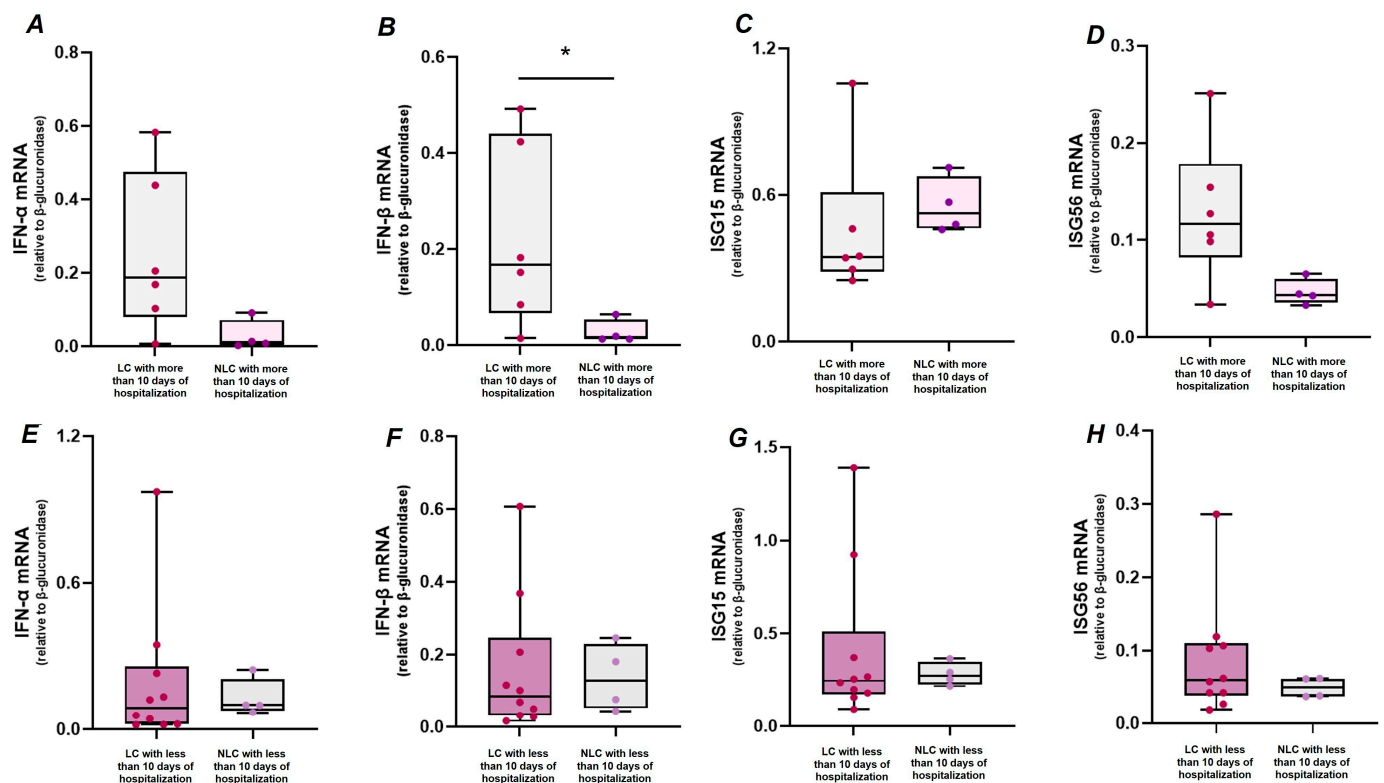 A
IFN-α mRNA
(relative to β-glucuronidase)
0.8
0.6
0.4
0.2
0.0
LC with more
than 10 days of
hospitalization
NLC with more
than 10 days of
hospitalization
B
IFN-β mRNA
(relative to β-glucuronidase)
0.6
0.4
0.2
0.0
*
LC with more
than 10 days of
hospitalization
NLC with more
than 10 days of
hospitalization
C
ISG15 mRNA
(relative to β-glucuronidase)
1.2
0.6
0.0
LC with more
than 10 days of
hospitalization
NLC with more
than 10 days of
hospitalization
D
ISG56 mRNA
(relative to β-glucuronidase)
0.3
0.2
0.1
0.0
LC with more
than 10 days of
hospitalization
NLC with more
than 10 days of
hospitalization
E
IFN-α mRNA
(relative to β-glucuronidase)
1.2
0.6
0.0
LC with less
than 10 days of
hospitalization
NLC with less
than 10 days of
hospitalization
F
IFN-β mRNA
(relative to β-glucuronidase)
0.8
0.6
0.4
0.2
0.0
LC with less
than 10 days of
hospitalization
NLC with less
than 10 days of
hospitalization
G
ISG15 mRNA
(relative to β-glucuronidase)
1.5
1.0
0.5
0.0
LC with less
than 10 days of
hospitalization
NLC with less
than 10 days of
hospitalization
H
ISG56 mRNA
(relative to β-glucuronidase)
0.4
0.3
0.2
0.1
0.0
LC with less
than 10 days of
hospitalization
NLC with less
than 10 days of
hospitalization